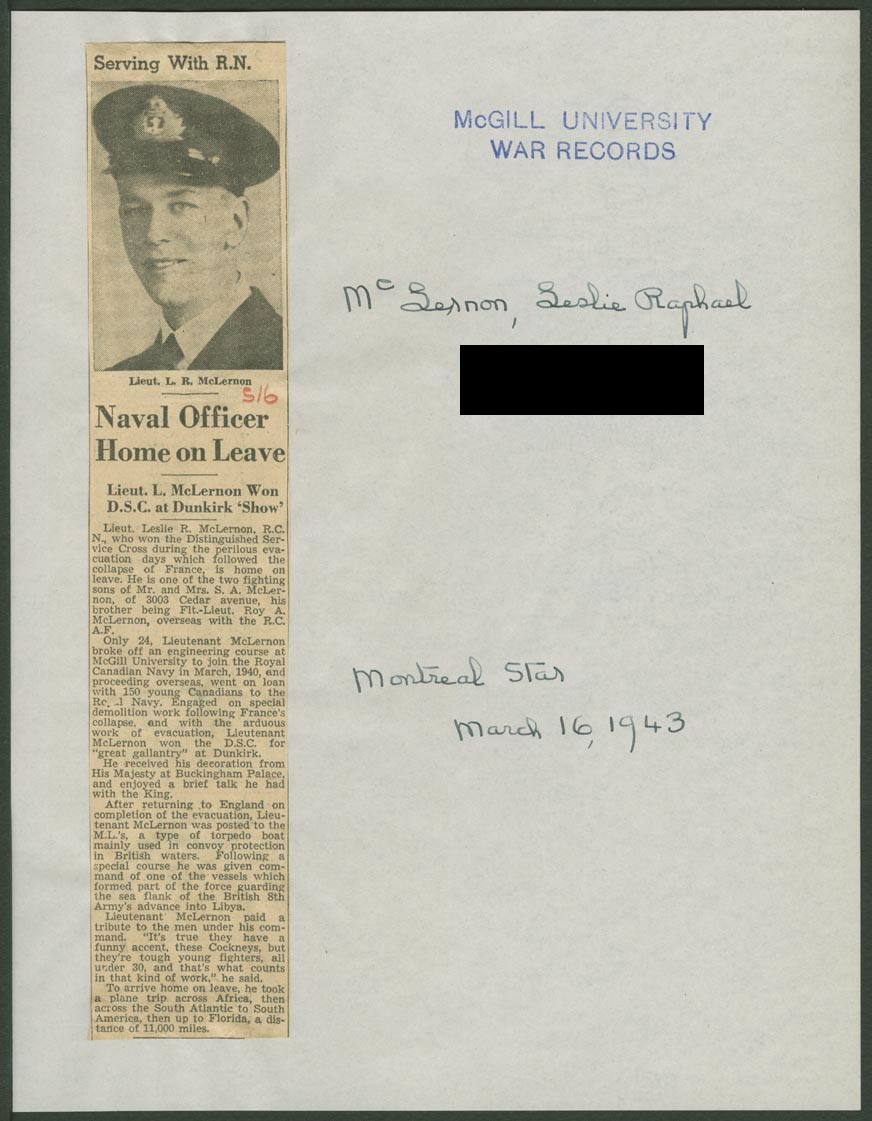 Serving With R.N.
Lieut. L. R. McLernon
S/6
Naval Officer
Home on Leave
Lieut. L. McLernon Won
D.S.C. at Dunkirk 'Show'
Lieut. Leslie R. McLernon, R.C.
N., who won the Distinguished Ser-
vice Cross during the perilous eva-
cuation days which followed the
collapse of France, is home on
leave. He is one of the two fighting
sons of Mr. and Mrs. S. A. McLer-
non, of 3003 Cedar avenue, his
brother being Flt.-Lieut. Roy A.
McLernon, overseas with the R.C.
A.F.
Only 24, Lieutenant McLernon
broke off an engineering course at
McGill University to join the Royal
Canadian Navy in March, 1940, and
proceeding overseas, went on loan
with 150 young Canadians to the
Navy. Engaged on special
demolition work following France's
collapse, and with the arduous
work of evacuation, Lieutenant
McLernon won the D.S.C. for
"great gallantry" at Dunkirk.
He received his decoration from
His Majesty at Buckingham Palace,
and enjoyed a brief talk he had
with the King.
After returning to England on
completion of the evacuation, Lieu-
tenant McLernon was posted to the
M.L.'s, a type of torpedo boat
mainly used in convoy protection
in British waters. Following a
special course he was given com-
mand of one of the vessels which
formed part of the force guarding
the sea flank of the British 8th
Army's advance into Libya.
Lieutenant McLernon paid a
tribute to the men under his com-
mand. "It's true they have a
funny accent, these Cockneys, but
they're tough young fighters, all
under 30, and that's what counts
in that kind of work," he said.
To arrive home on leave, he took
a plane trip across Africa, then
across the South Atlantic to South
America, then up to Florida, a dis-
tance of 11,000 miles.
McGILL UNIVERSITY
WAR RECORDS
McLernon, Leslie Raphael
Montreal Star
March 16, 1943